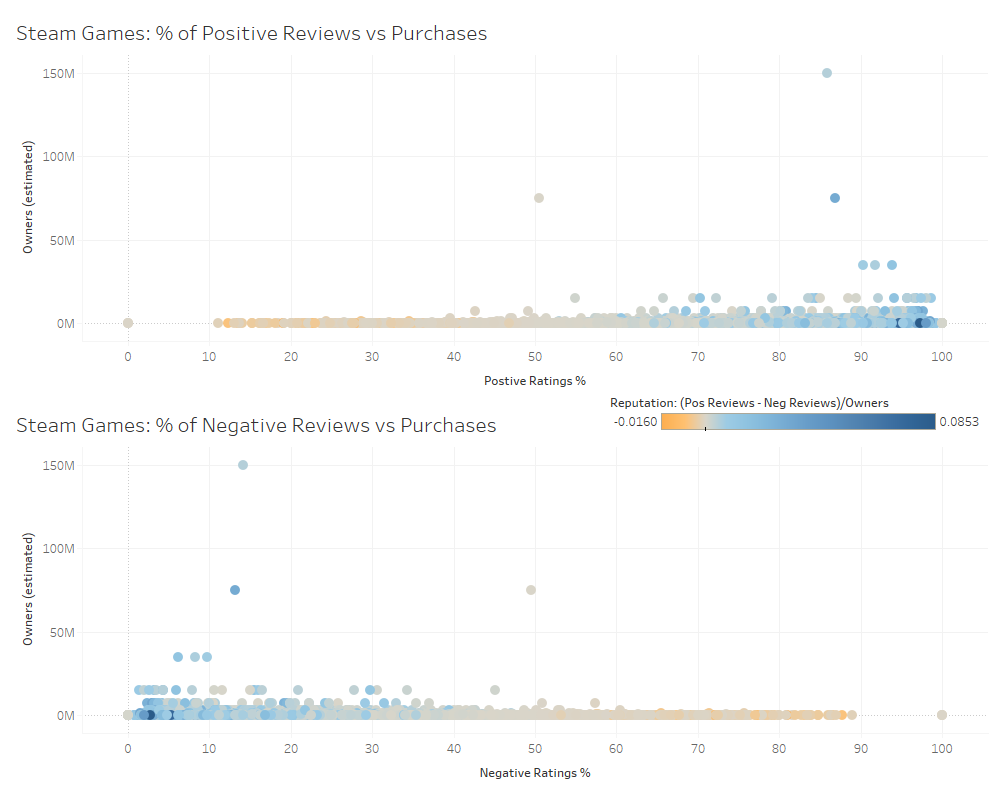 Steam Games: % of Positive Reviews vs Purchases
150M
100M
50M
0M
Owners (estimated)
0 10 20 30 40 50 60 70 80 90 100
Postive Ratings %
Reputation: (Pos Reviews - Neg Reviews)/Owners
-0.0160 0.0853
Steam Games: % of Negative Reviews vs Purchases
150M
100M
50M
0M
Owners (estimated)
0 10 20 30 40 50 60 70 80 90 100
Negative Ratings %